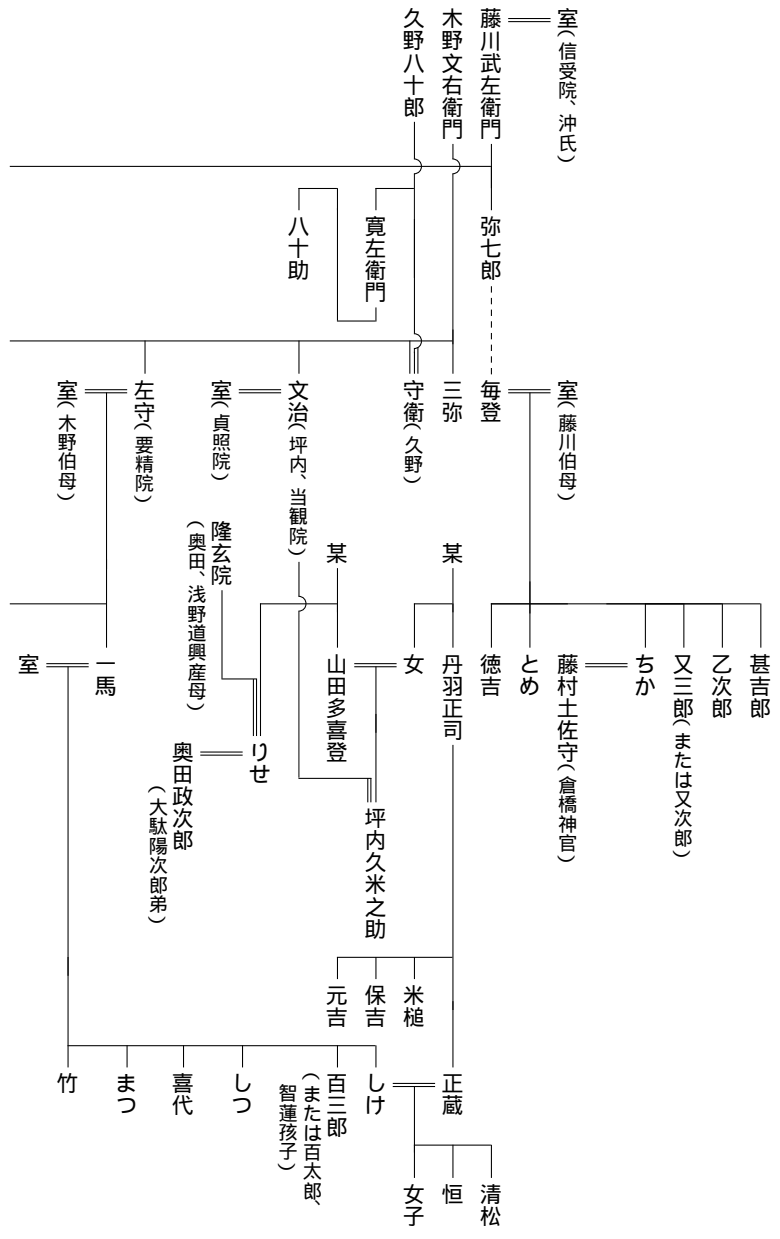 室(信受院、沖氏)
藤川武左衛門
木野文右衛門
久野八十郎
弥七郎
寛左衛門
八十助
室(藤川伯母)
毎登
三弥
守衛(久野)
文治(坪内、当観院)
室(貞照院)
左守(要精院)
室(木野伯母)
某
某
隆玄院
(奥田、浅野道興産母)
甚吉郎
乙次郎
又三郎(または又次郎)
ちか
藤村土佐守(倉橋神官)
とめ
徳吉
丹羽正司
女
山田多喜登
りせ
奥田政次郎
(大駄陽次郎弟)
一馬
室
坪内久米之助
米槌
保吉
元吉
正蔵
しけ
百三郎
(または百太郎、
智蓮孩子)
しつ
喜代
まつ
竹
清松
恒
女子